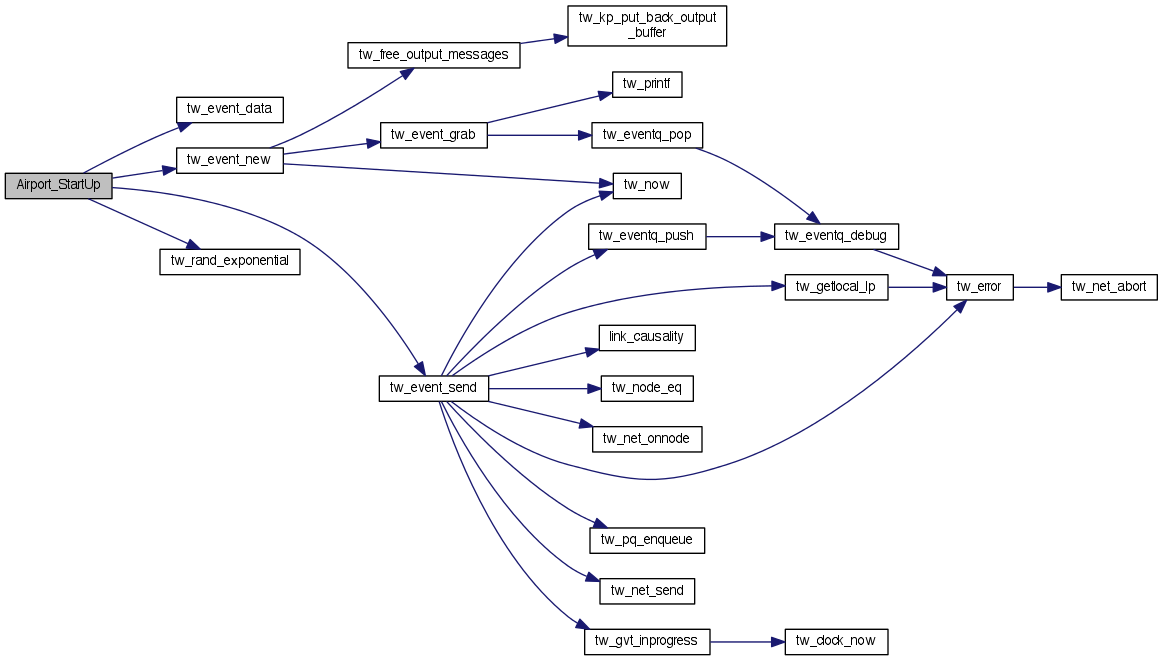 tw_kp_put_back_output
_buffer
tw_free_output_messages
tw_printf
tw_event_data
tw_event_grab
tw_eventq_pop
tw_event_new
Airport_StartUp
tw_now
tw_eventq_push
tw_eventq_debug
tw_rand_exponential
tw_getlocal_lp
tw_error
tw_net_abort
link_causality
tw_event_send
tw_node_eq
tw_net_onnode
tw_pq_enqueue
tw_net_send
tw_gvt_inprogress
tw_clock_now